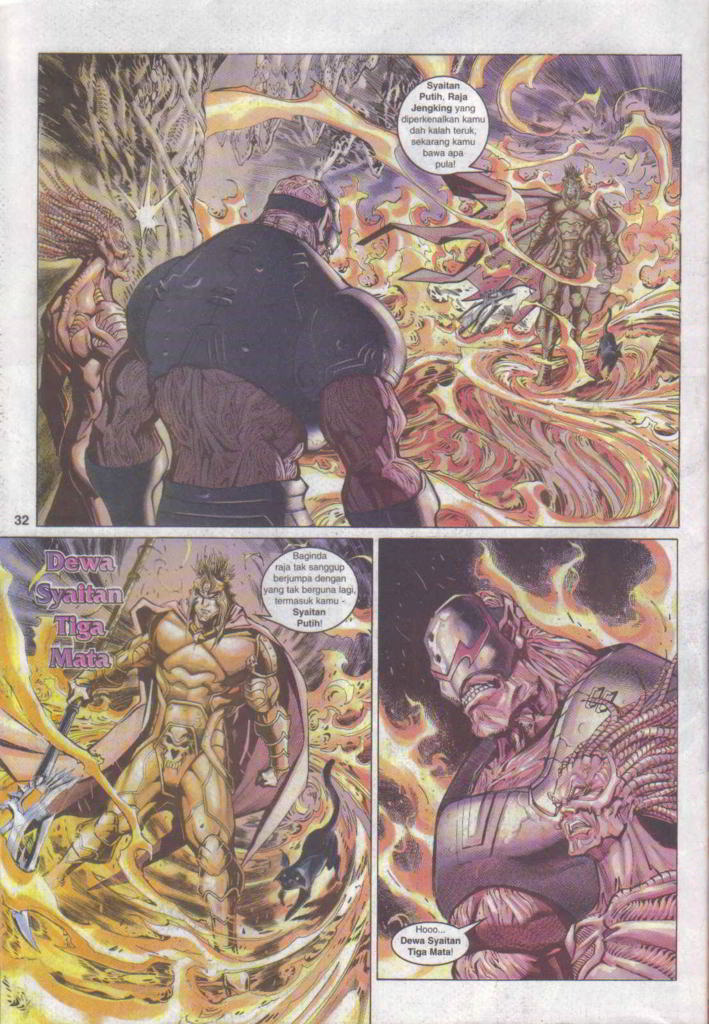 Syaitan
Putih, Raja
Jengking yang
diperkenalkan kamu
dah kalah teruk,
sekarang kamu
bawa apa
pula!
32
Dewa
Syaitan
Tiga
Mata
Baginda
raja tak sanggup
berjumpa dengan
yang tak berguna lagi,
termasuk kamu -
Syaitan
Putih!
Hooo...
Dewa Syaitan
Tiga Mata!